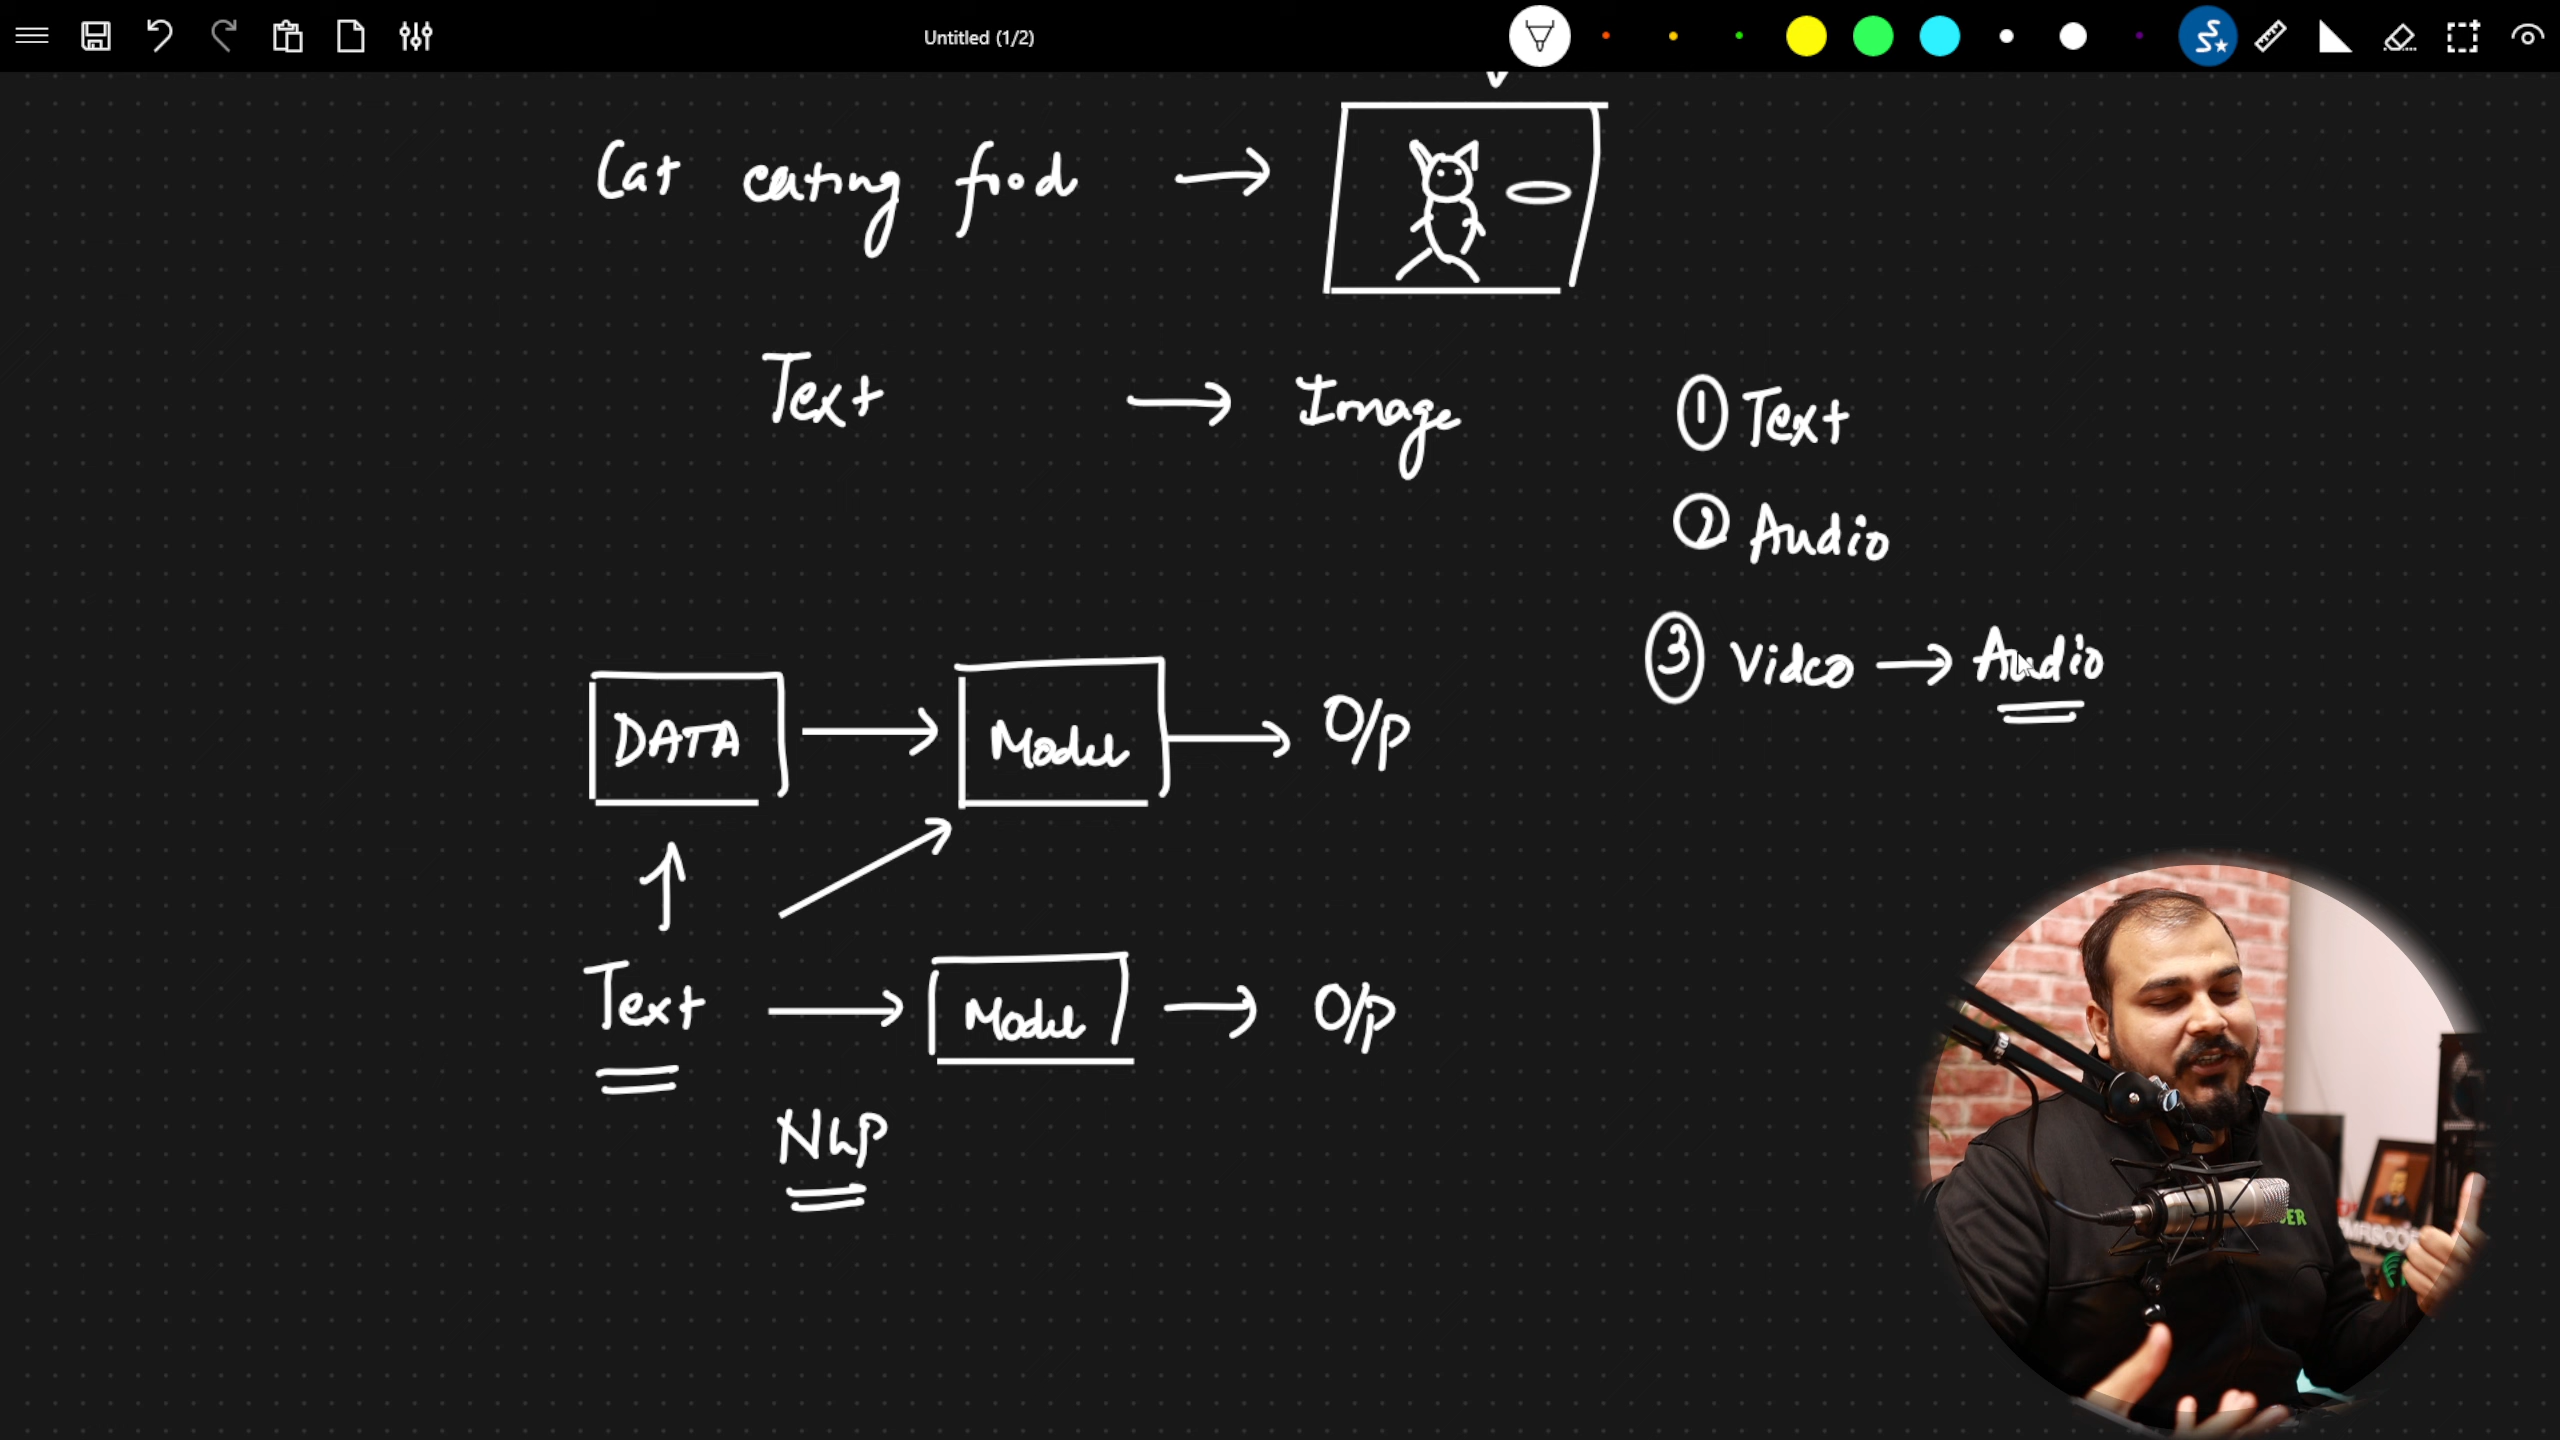 Untitled (1/2)
Cat eating food →
Text → Image
① Text
② Audio
③ Video → Audio
DATA → Model → O/p
Text → Model → O/p
NLP